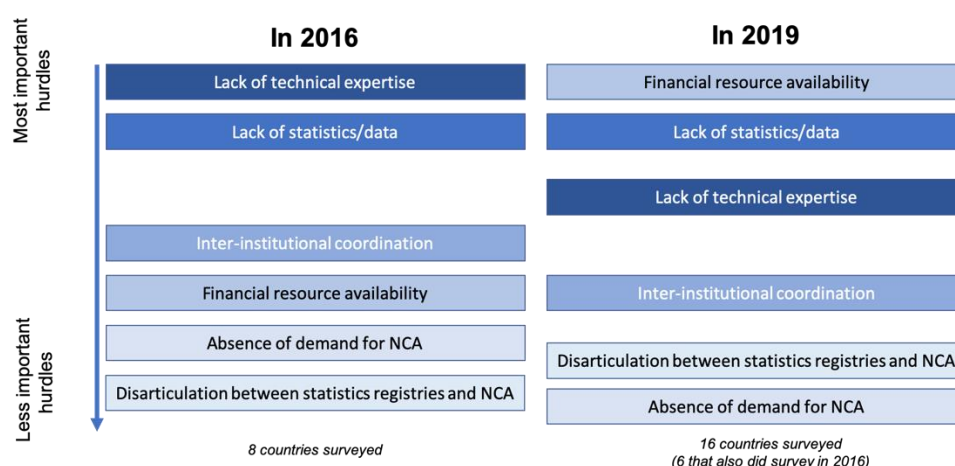 Most important
hurdles
Less important
hurdles
In 2016
Lack of technical expertise
Lack of statistics/data
Inter-institutional coordination
Financial resource availability
Absence of demand for NCA
Disarticulation between statistics registries and NCA
8 countries surveyed
In 2019
Financial resource availability
Lack of statistics/data
Lack of technical expertise
Inter-institutional coordination
Disarticulation between statistics registries and NCA
Absence of demand for NCA
16 countries surveyed
(6 that also did survey in 2016)